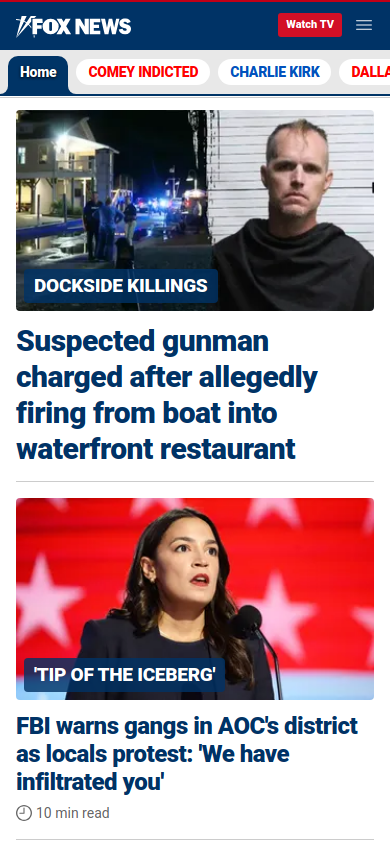 FOX NEWS
Watch TV
Home
COMEY INDICTED
CHARLIE KIRK
DALLA
DOCKSIDE KILLINGS
Suspected gunman
charged after allegedly
firing from boat into
waterfront restaurant
'TIP OF THE ICEBERG'
FBI warns gangs in AOC's district
as locals protest: 'We have
infiltrated you'
10 min read